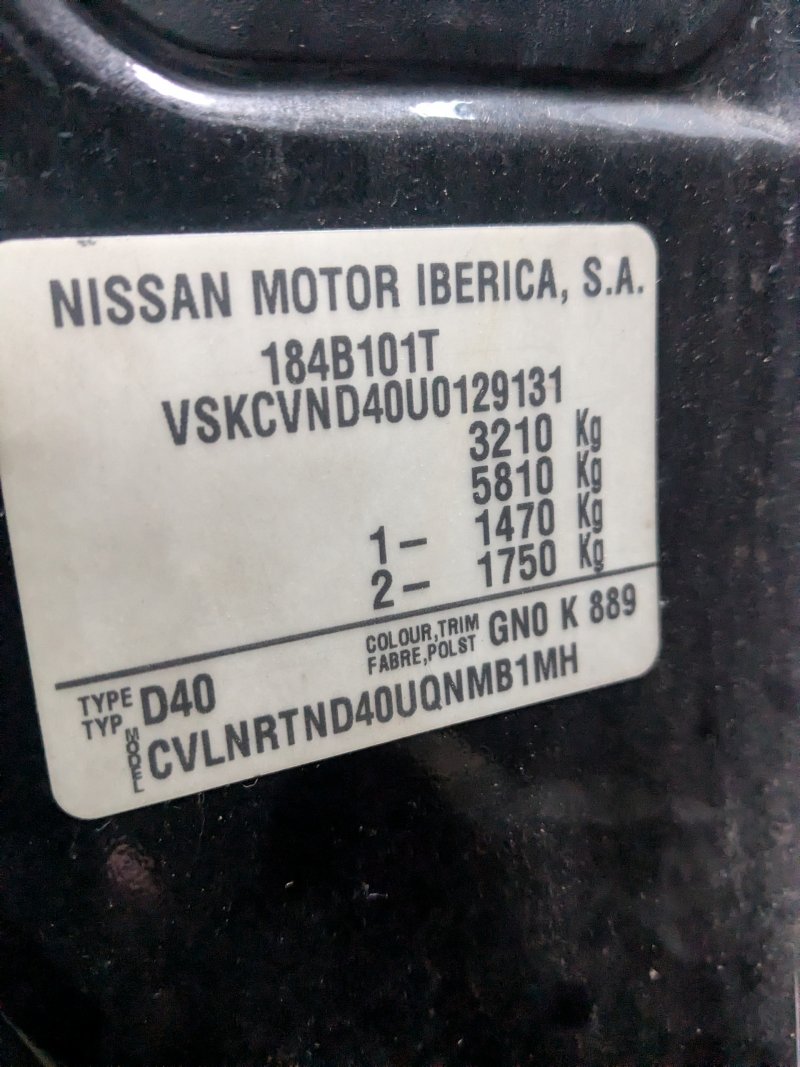 NISSAN MOTOR IBERICA, S.A.
184B101T
VSKCVND40U0129131
3210 Kg
5810 Kg
1- 1470 Kg
2- 1750 Kg
COLOUR,TRIM GNO K 889
FABRE,POLST
TYPE D40
TYP
MODEL CVLNRTND40UQNMB1MH